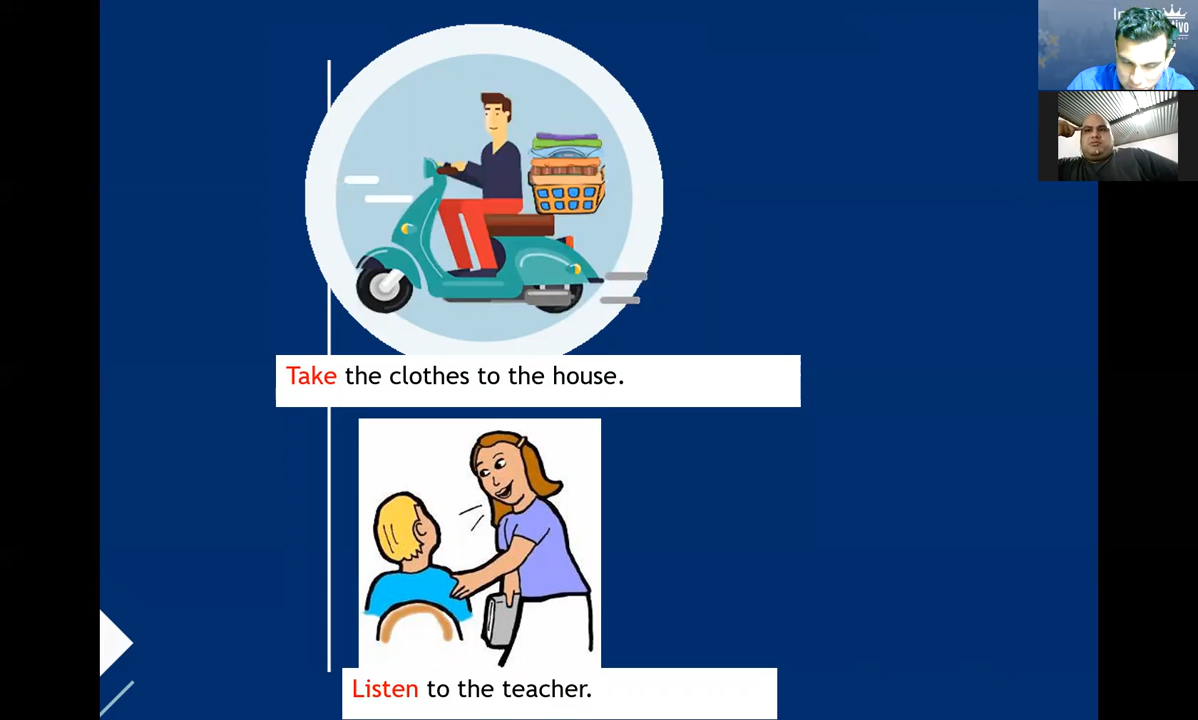 Take the clothes to the house.
Listen to the teacher.